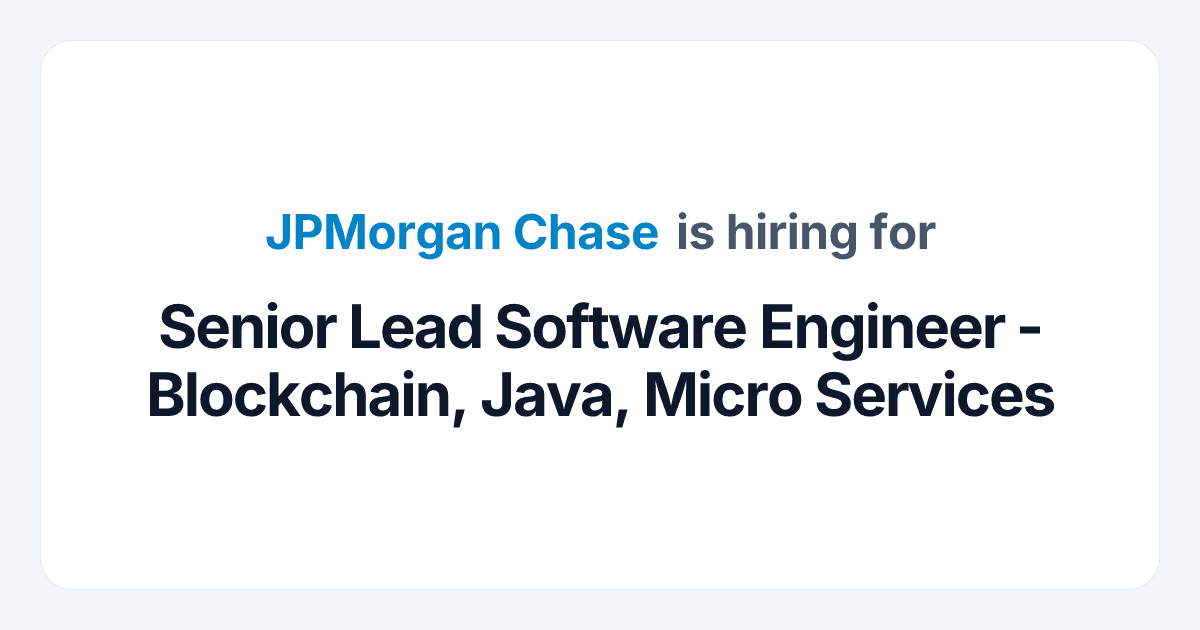 JPMorgan Chase is hiring for
Senior Lead Software Engineer -
Blockchain, Java, Micro Services